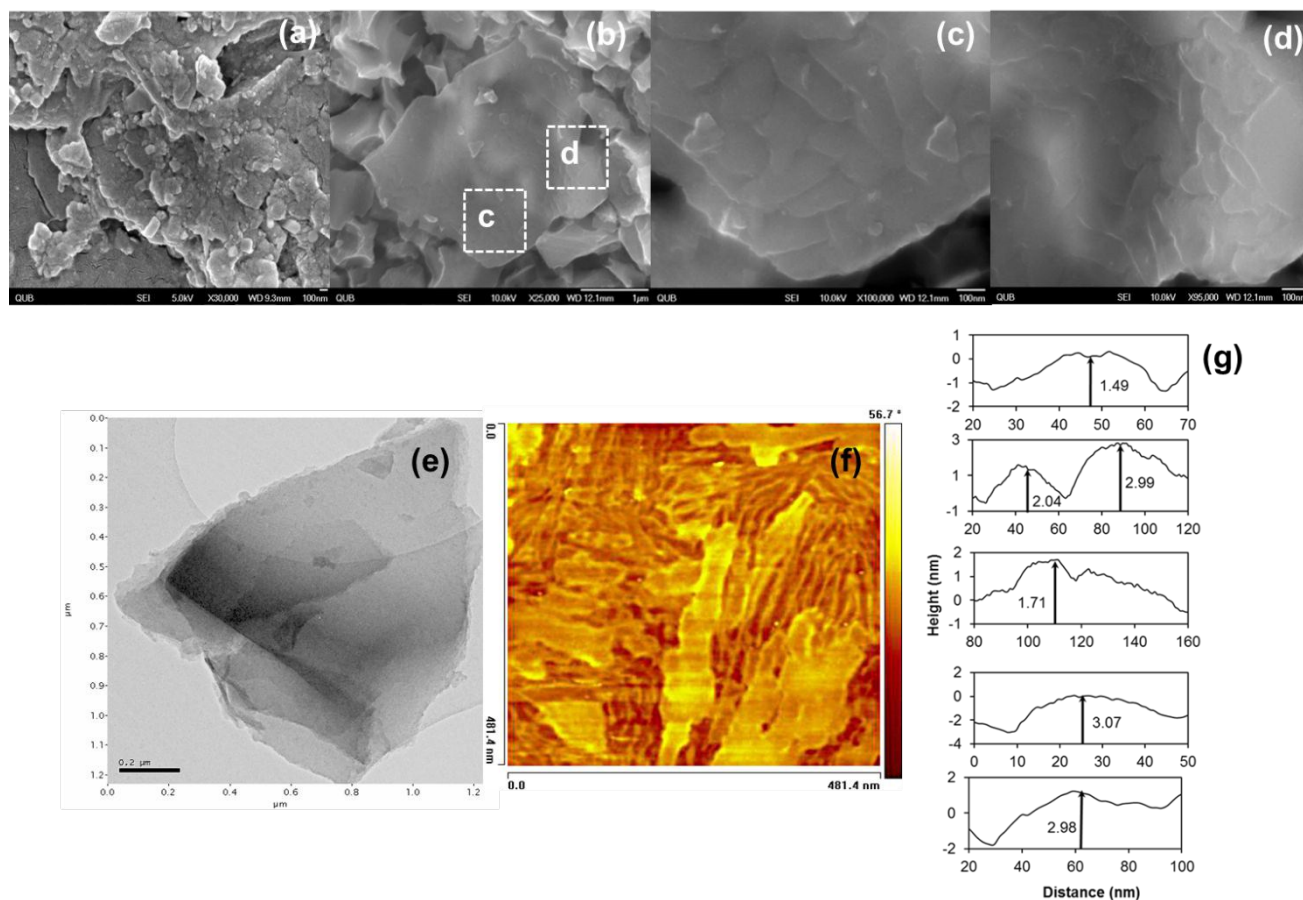 (a)
(b)
(c)
(d)
c
d
QUB SEI 5.0kV X30,000 WD 9.3mm 100nm
QUB SEI 10.0kV X25,000 WD 12.1mm 1µm
QUB SEI 10.0kV X100,000 WD 12.1mm 100nm
QUB SEI 10.0kV X95,000 WD 12.1mm 100nm
(e)
0.0
0.1
0.2
0.3
0.4
0.5
0.6
0.7
0.8
0.9
1.0
1.1
1.2
µm
0.2 µm
0.0 0.2 0.4 0.6 0.8 1.0 1.2
µm
(f)
56.7 °
0.0
481.4 nm
0.0 481.4 nm
(g)
Height (nm)
1
0
-1
-2
1.49
20 30 40 50 60 70
3
1
-1
2.04
2.99
20 40 60 80 100 120
2
1
0
-1
1.71
80 100 120 140 160
2
0
-2
-4
3.07
0 10 20 30 40 50
2
0
-2
2.98
20 40 60 80 100
Distance (nm)